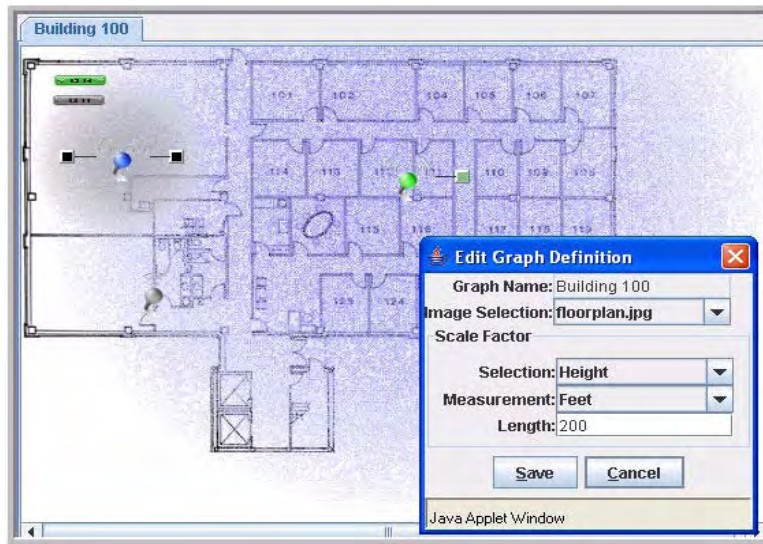 Building 100
101
102
104
105
106
107
114
113
110
109
115
116
117
118
119
123
124
Edit Graph Definition
Graph Name: Building 100
Image Selection: floorplan.jpg
Scale Factor
Selection: Height
Measurement: Feet
Length: 200
Save Cancel
Java Applet Window